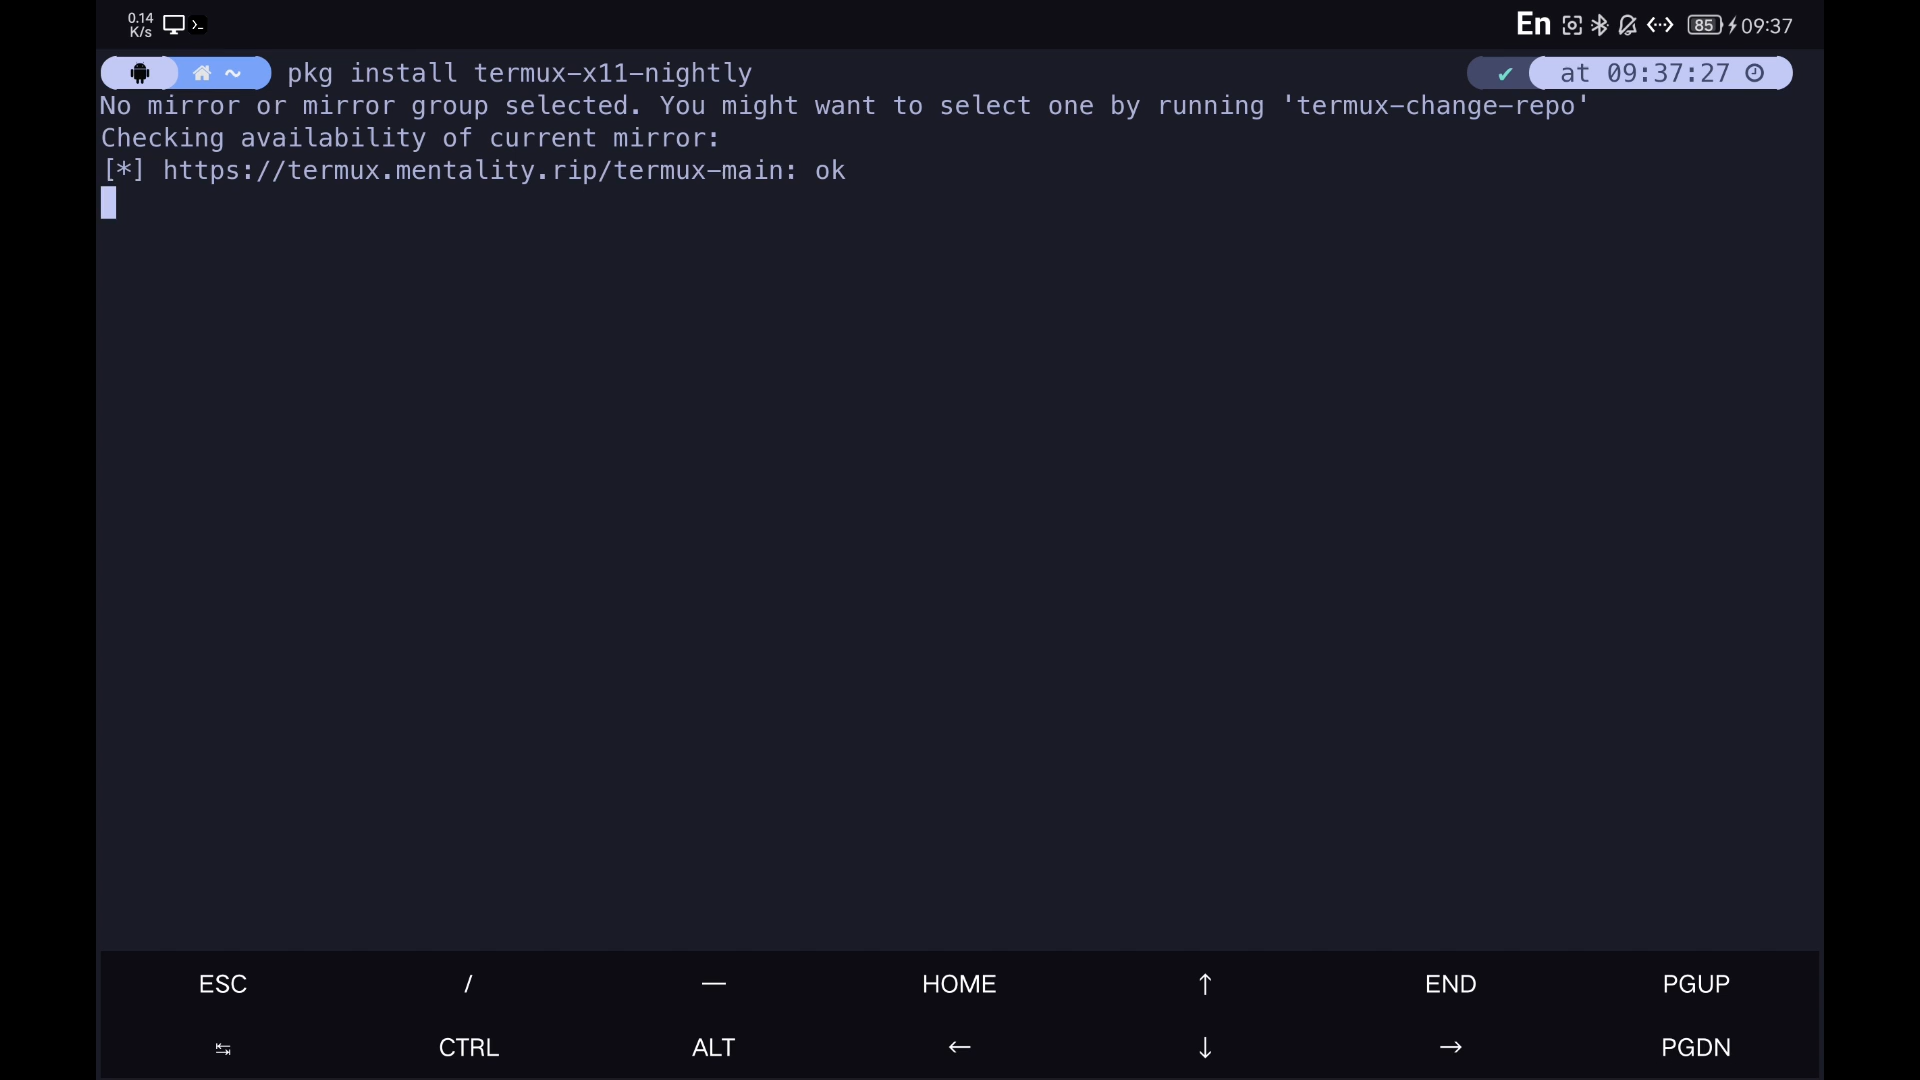 0.14
K/s >_ En 85 09:37
~ pkg install termux-x11-nightly ✔ at 09:37:27
No mirror or mirror group selected. You might want to select one by running 'termux-change-repo'
Checking availability of current mirror:
[*] https://termux.mentality.rip/termux-main: ok
ESC / — HOME ↑ END PGUP
↹ CTRL ALT ← ↓ → PGDN